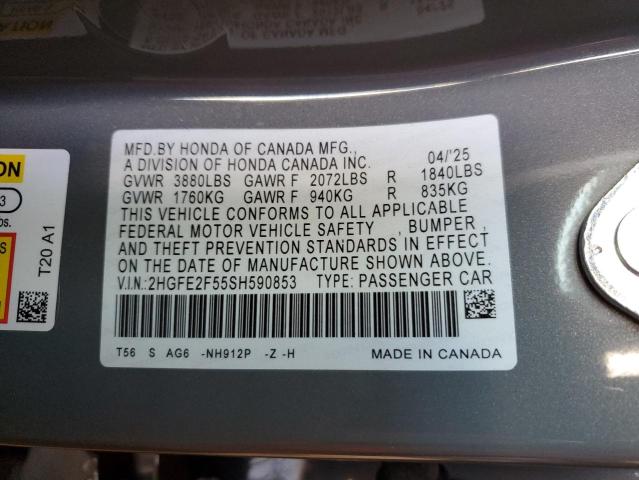 MFD.BY HONDA OF CANADA MFG.,
A DIVISION OF HONDA CANADA INC. 04/'25
GVWR 3880LBS GAWR F 2072LBS R 1840LBS
GVWR 1760KG GAWR F 940KG R 835KG
THIS VEHICLE CONFORMS TO ALL APPLICABLE
FEDERAL MOTOR VEHICLE SAFETY , BUMPER ,
AND THEFT PREVENTION STANDARDS IN EFFECT
ON THE DATE OF MANUFACTURE SHOWN ABOVE.
V.I.N.:2HGFE2F55SH590853 TYPE: PASSENGER CAR
T56 S AG6 -NH912P -Z -H MADE IN CANADA
3
S
T20 A1